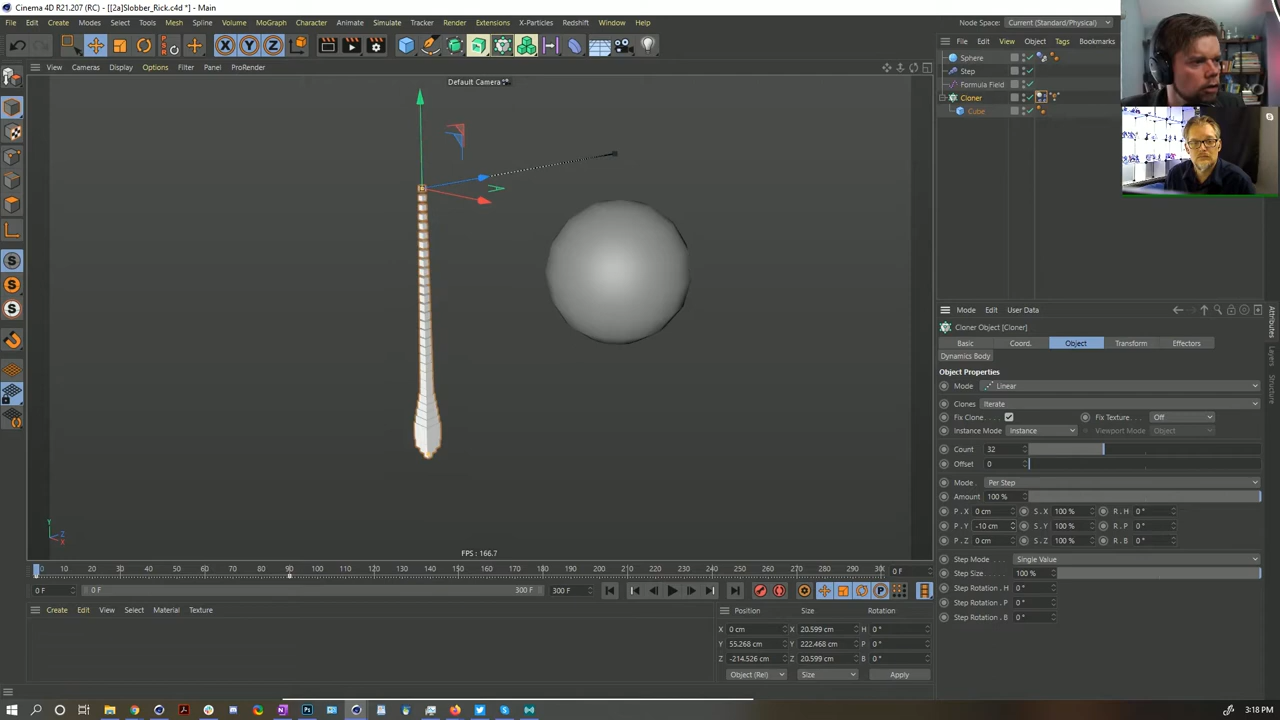 Cinema 4D R21.207 (RC) - [[2a]Slobber_Rick.c4d *] - Main
File Edit Create Modes Select Tools Mesh Spline Volume MoGraph Character Animate Simulate Tracker Render Extensions X-Particles Redshift Window Help
Node Space: Current (Standard/Physical)
File Edit View Object Tags Bookmarks
View Cameras Display Options Filter Panel ProRender
Default Camera
Sphere
Step
Formula Field
Cloner
Cube
Mode Edit User Data
Attributes
Layers
Structure
Cloner Object [Cloner]
Basic Coord. Object Transform Effectors
Dynamics Body
Object Properties
Mode Linear
Clones Iterate
Fix Clone Fix Texture Off
Instance Mode Instance Viewport Mode Object
Count 32
Offset 0
Mode Per Step
Amount 100 %
P . X 0 cm S . X 100 % R . H 0 °
P . Y -10 cm S . Y 100 % R . P 0 °
P . Z 0 cm S . Z 100 % R . B 0 °
Step Mode Single Value
Step Size 100 %
Step Rotation . H 0 °
Step Rotation . P 0 °
Step Rotation . B 0 °
Y
Z
X
FPS : 166.7
0 10 20 30 40 50 60 70 80 90 100 110 120 130 140 150 160 170 180 190 200 210 220 230 240 250 260 270 280 290 300 0 F
0 F 0 F 300 F 300 F
Create Edit View Select Material Texture
Position Size Rotation
X 0 cm X 20.599 cm H 0 °
Y 55.268 cm Y 222.468 cm P 0 °
Z -214.526 cm Z 20.599 cm B 0 °
Object (Rel) Size Apply
3:18 PM